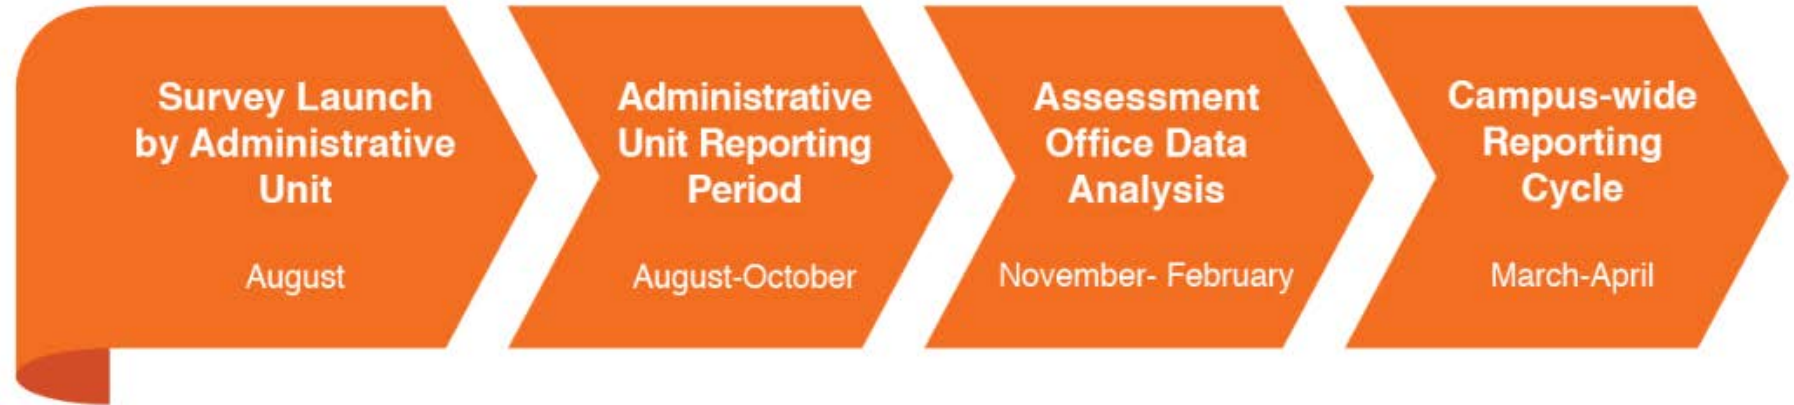 Survey Launch
by Administrative
Unit
August
Administrative
Unit Reporting
Period
August-October
Assessment
Office Data
Analysis
November- February
Campus-wide
Reporting
Cycle
March-April